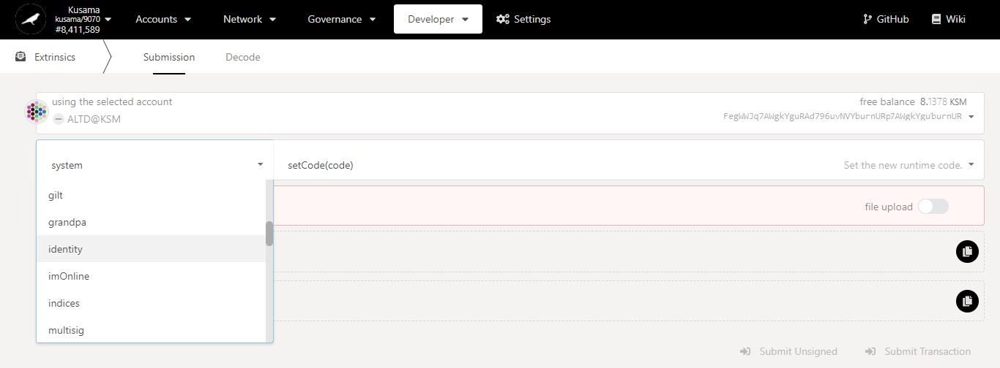 Kusama
kusama/9070
#8,411,589
Accounts
Network
Governance
Developer
Settings
GitHub
Wiki
Extrinsics
Submission
Decode
using the selected account
free balance 8.1378 KSM
ALTD@KSM
system
setCode(code)
Set the new runtime code.
gilt
file upload
grandpa
identity
imOnline
indices
multisig
Submit Unsigned
Submit Transaction